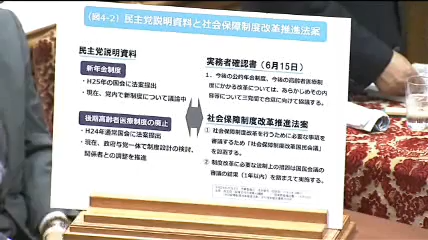 (図4-2) 民主党説明資料と社会保障制度改革推進法案
民主党説明資料
新年金制度
・H25年の国会に法案提出
・現在、党内で新制度について議論中
後期高齢者医療制度の廃止
・H24年通常国会に法案提出
・現在、政府与党一体で制度設計の検討、
関係者との調整を推進
実務者確認書(6月15日)
1.今後の公的年金制度、今後の高齢者医療制度
にかかる改革については、あらかじめその内
容等について三党間で合意に向けて協議する。
社会保障制度改革推進法案
① 社会保障制度改革を行うために必要な事項を
審議するため「社会保障制度改革国民会議」
を設置する。
② 制度改革に必要な法制上の措置は国民会議の
審議の結果(1年以内)を踏まえて実施する。